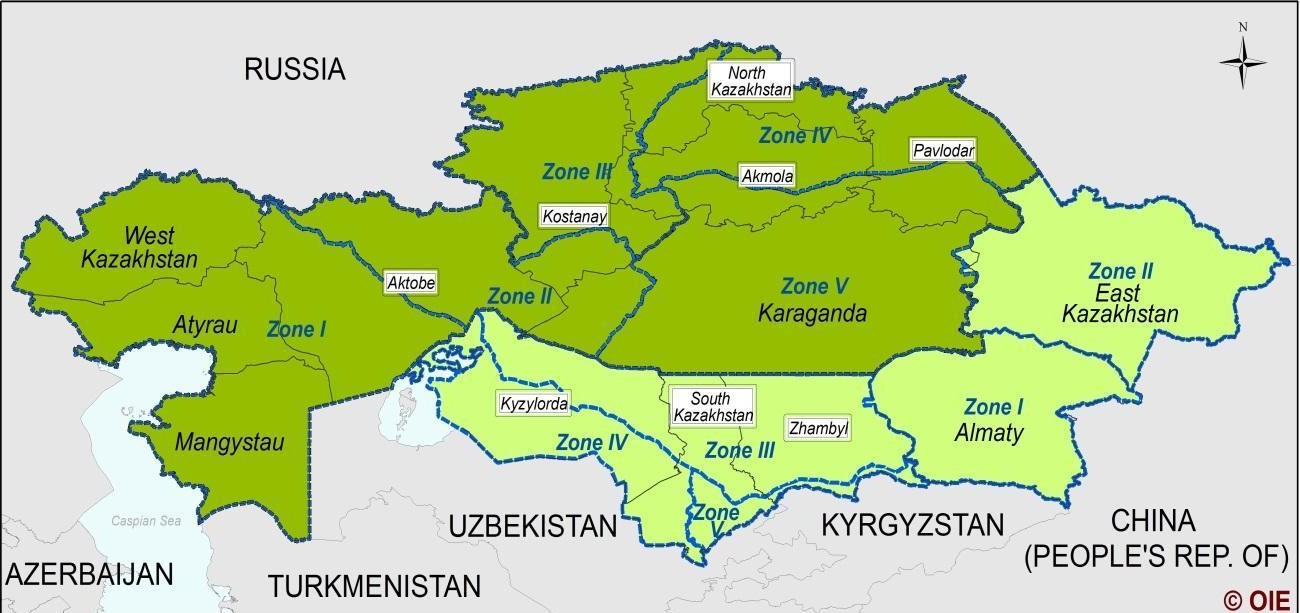 N
RUSSIA
North
Kazakhstan
Zone IV
Pavlodar
Zone III
Akmola
Kostanay
West
Kazakhstan
Aktobe
Zone II
Zone V
Karaganda
Zone II
East
Kazakhstan
Atyrau
Zone I
Kyzylorda
South
Kazakhstan
Zhambyl
Zone I
Almaty
Mangystau
Zone IV
Zone III
Zone
V
Caspian Sea
UZBEKISTAN
KYRGYZSTAN
CHINA
(PEOPLE'S REP. OF)
AZERBAIJAN
TURKMENISTAN
© OIE